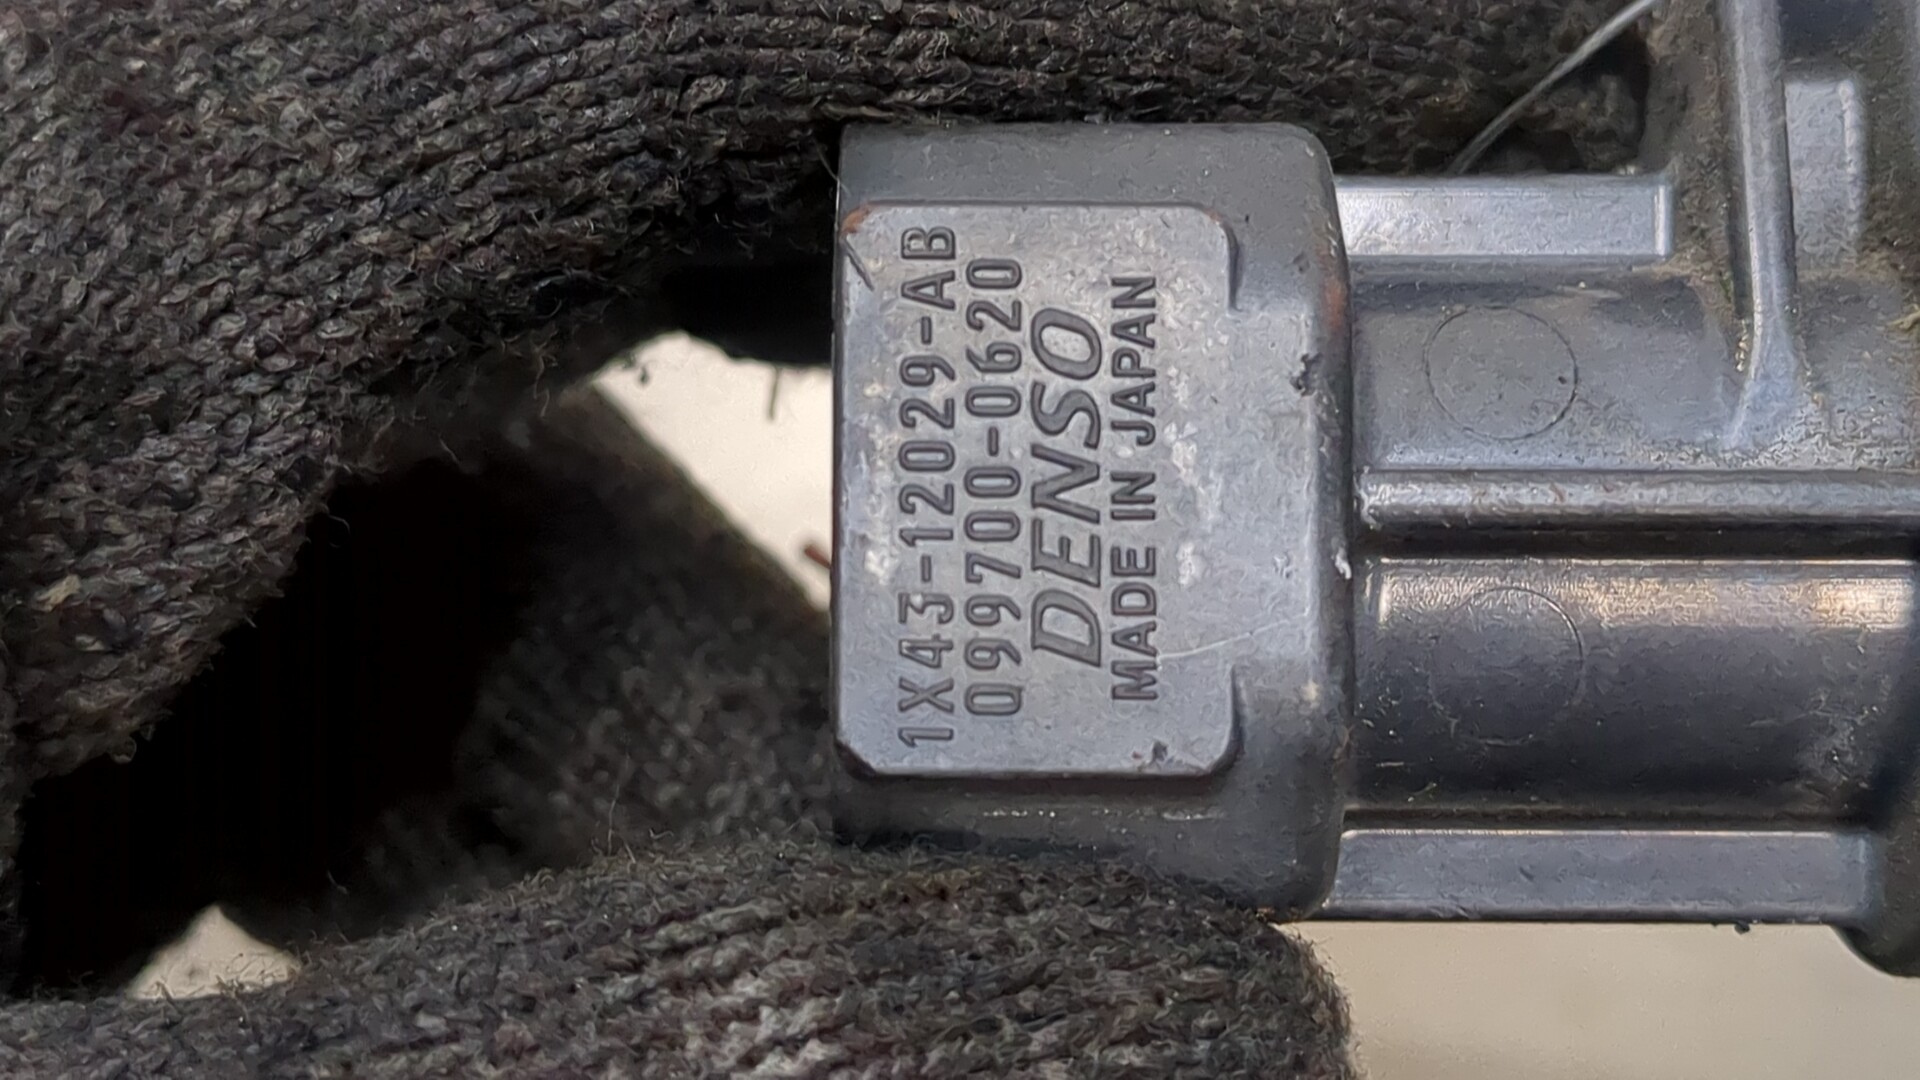 1X43-12029-AB
099700-0620
DENSO
MADE IN JAPAN